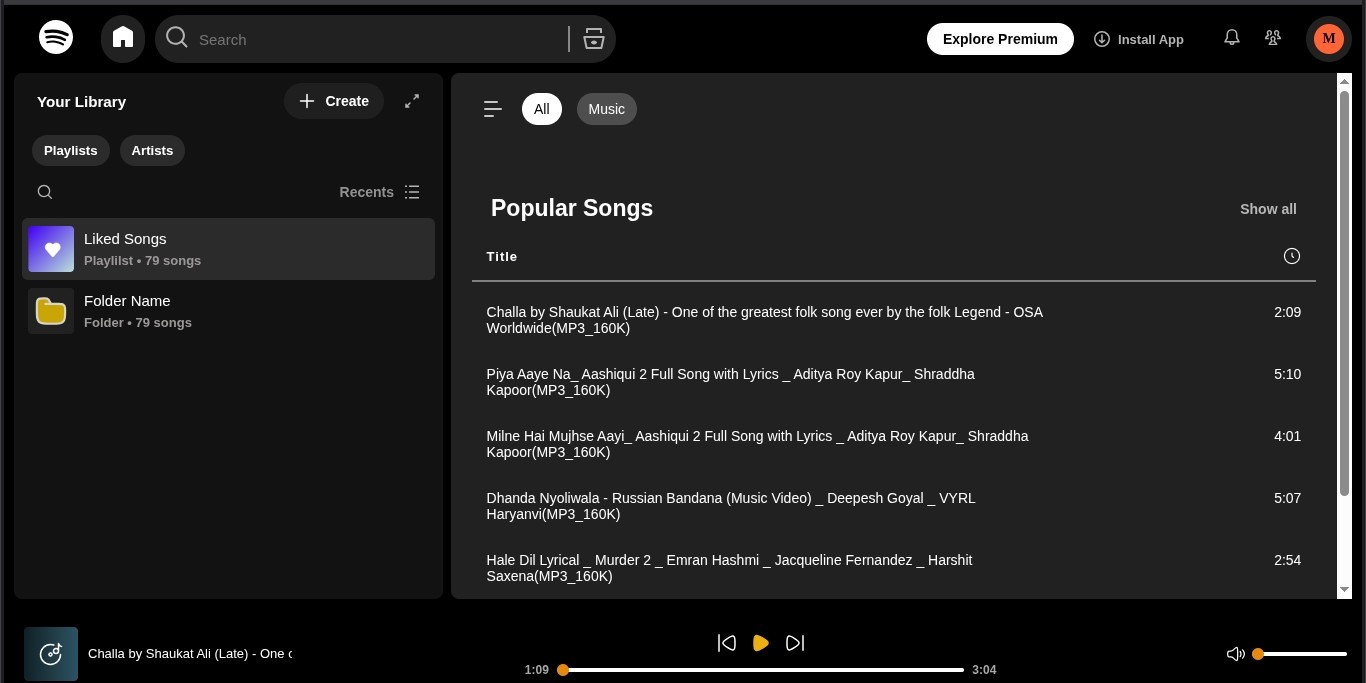 Search
Explore Premium
Install App
M
Your Library
Create
Playlists
Artists
Recents
Liked Songs
Playlilst • 79 songs
Folder Name
Folder • 79 songs
All
Music
Popular Songs
Show all
Title
Challa by Shaukat Ali (Late) - One of the greatest folk song ever by the folk Legend - OSA
Worldwide(MP3_160K)
2:09
Piya Aaye Na_ Aashiqui 2 Full Song with Lyrics _ Aditya Roy Kapur_ Shraddha
Kapoor(MP3_160K)
5:10
Milne Hai Mujhse Aayi_ Aashiqui 2 Full Song with Lyrics _ Aditya Roy Kapur_ Shraddha
Kapoor(MP3_160K)
4:01
Dhanda Nyoliwala - Russian Bandana (Music Video) _ Deepesh Goyal _ VYRL
Haryanvi(MP3_160K)
5:07
Hale Dil Lyrical _ Murder 2 _ Emran Hashmi _ Jacqueline Fernandez _ Harshit
Saxena(MP3_160K)
2:54
Challa by Shaukat Ali (Late) - One
1:09
3:04